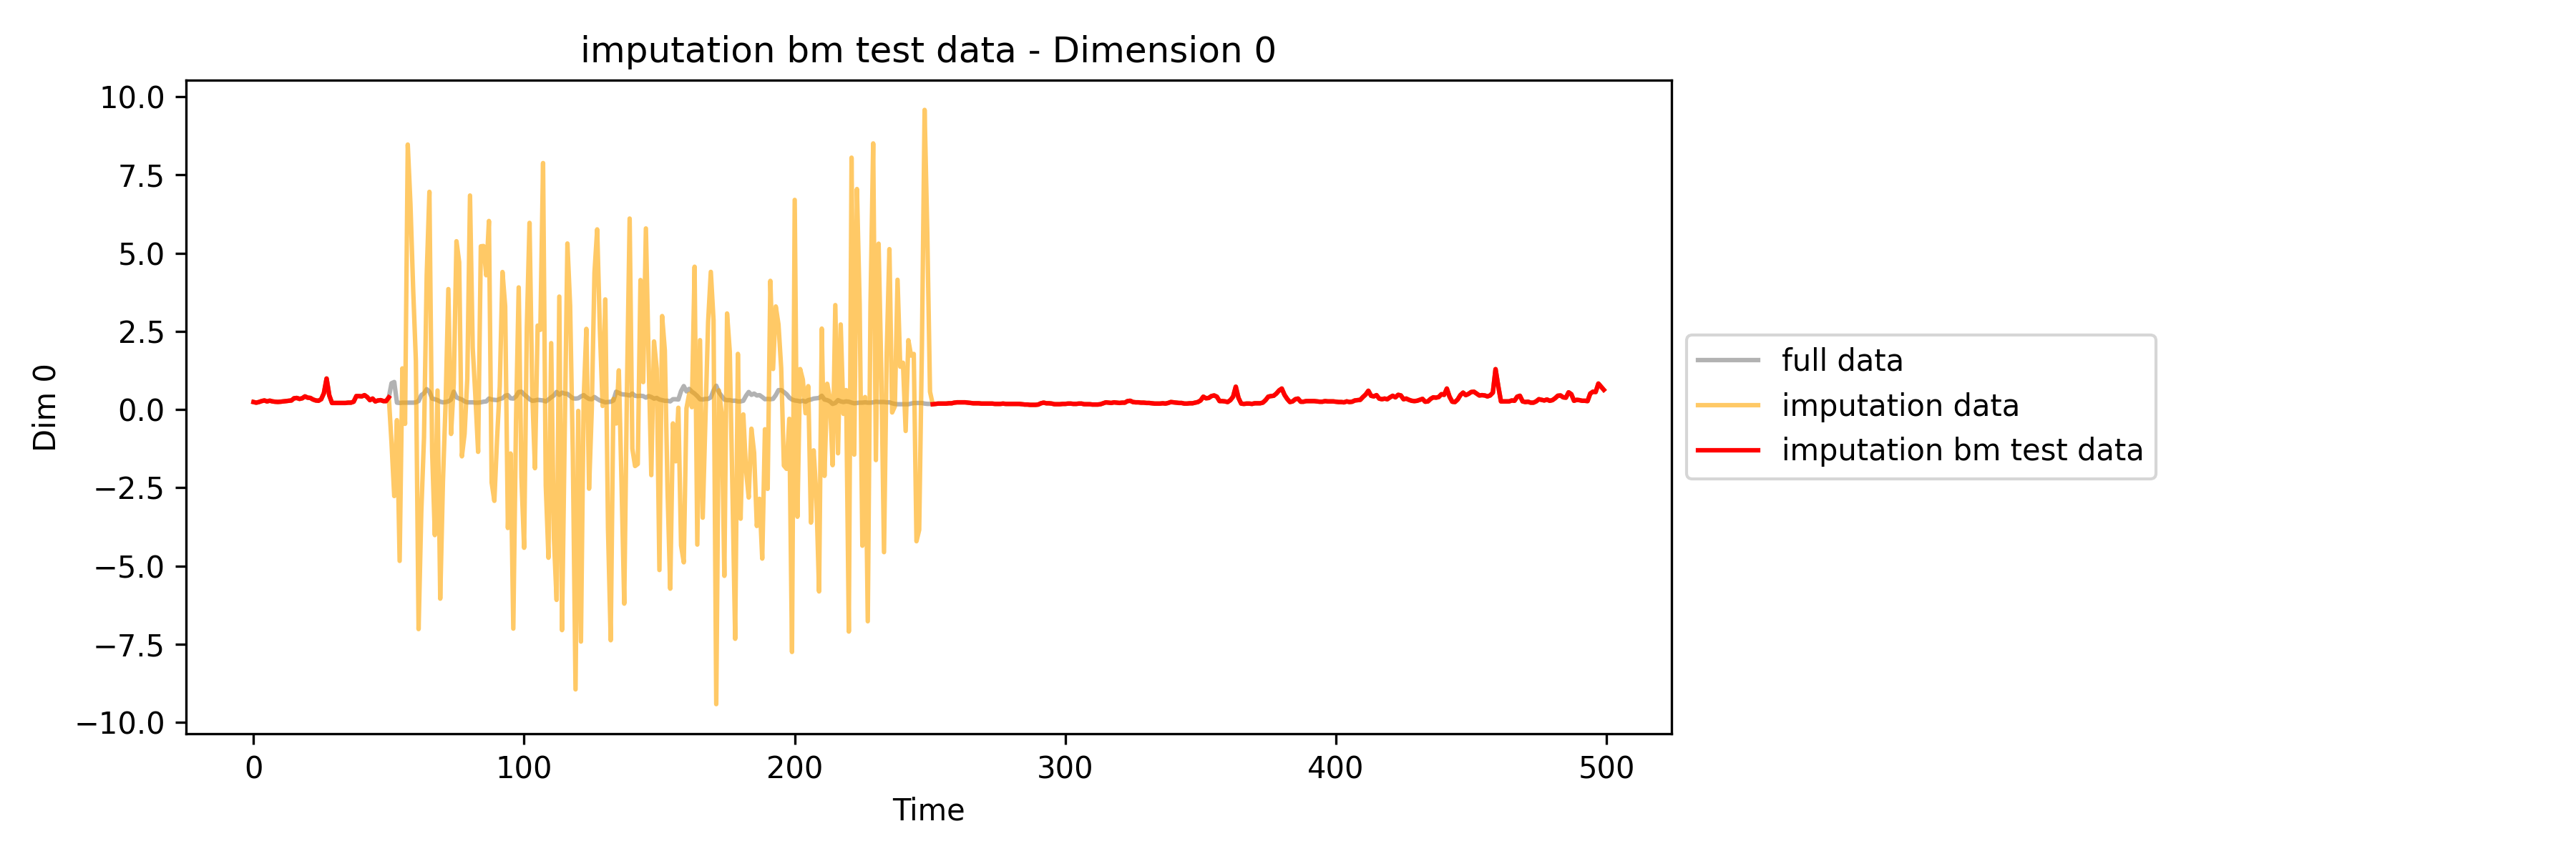 imputation bm test data - Dimension 0
10.0
7.5
5.0
2.5
0.0
−2.5
−5.0
−7.5
−10.0
Dim 0
0 100 200 300 400 500
Time
full data
imputation data
imputation bm test data